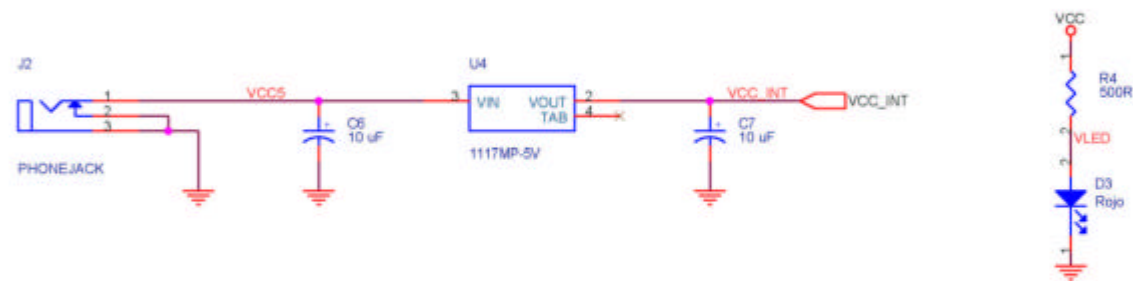 J2
1
2
3
PHONEJACK
VCC5
+
C6
10 uF
U4
3
VIN
VOUT
TAB
2
4
1117MP-5V
VCC_INT
+
C7
10 uF
VCC_INT
VCC
1
R4
500R
2
VLED
2
D3
Rojo
1